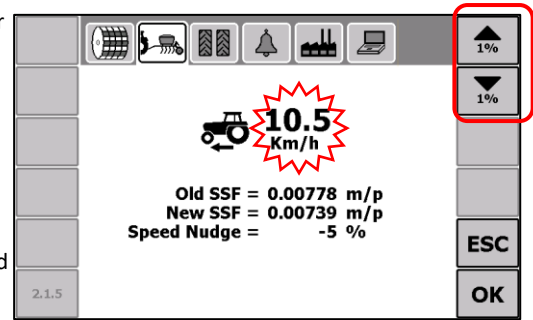 r
1%
1%
10.5
Km/h
Old SSF = 0.00778 m/p
New SSF = 0.00739 m/p
Speed Nudge = -5 %
ESC
d
2.1.5
OK